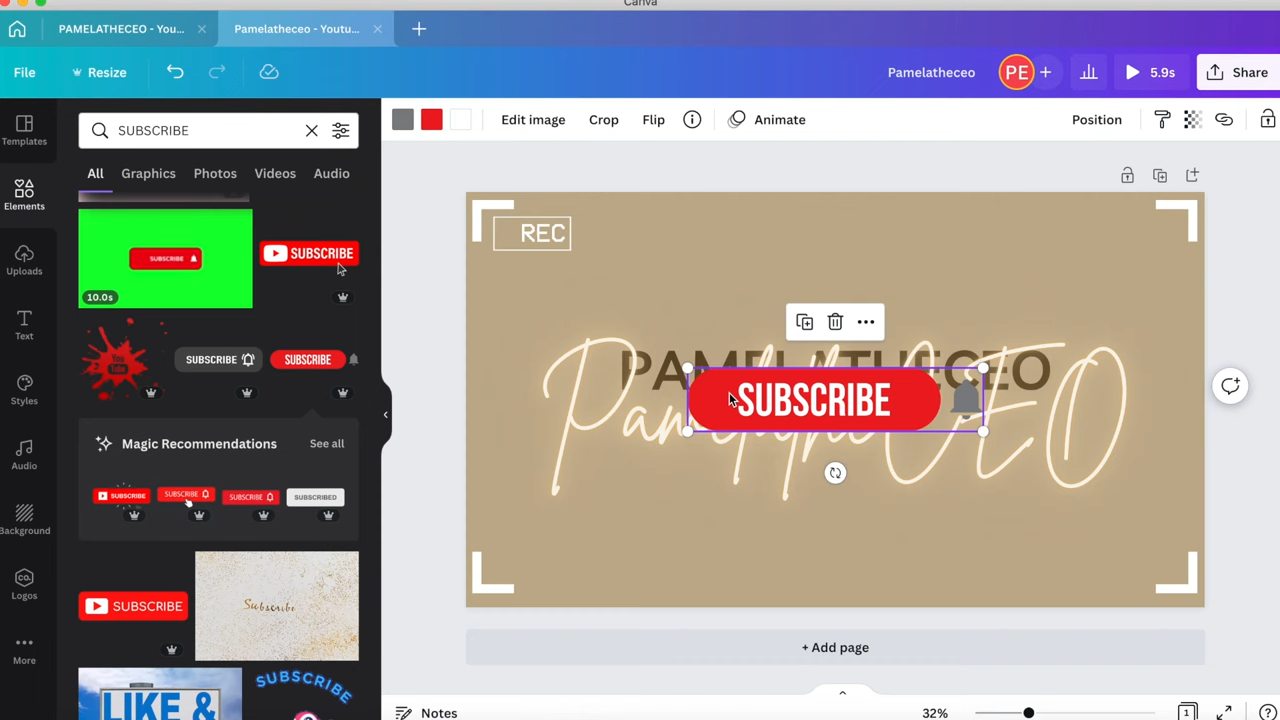 Canva
PAMELATHECEO - You...
Pamelatheceo - Youtu...
File
Resize
Pamelatheceo
PE
5.9s
Share
SUBSCRIBE
Edit image
Crop
Flip
Animate
Position
Templates
Elements
Uploads
Text
Styles
Audio
Background
Logos
More
All
Graphics
Photos
Videos
Audio
SUBSCRIBE
10.0s
SUBSCRIBE
You
Tube
SUBSCRIBE
SUBSCRIBE
Magic Recommendations
See all
SUBSCRIBE
SUBSCRIBE
SUBSCRIBE
SUBSCRIBED
SUBSCRIBE
Subscribe
LIKE &
SUBSCRIBE
REC
PAMELATHECEO
PamelatheCEO
SUBSCRIBE
+ Add page
Notes
32%
1